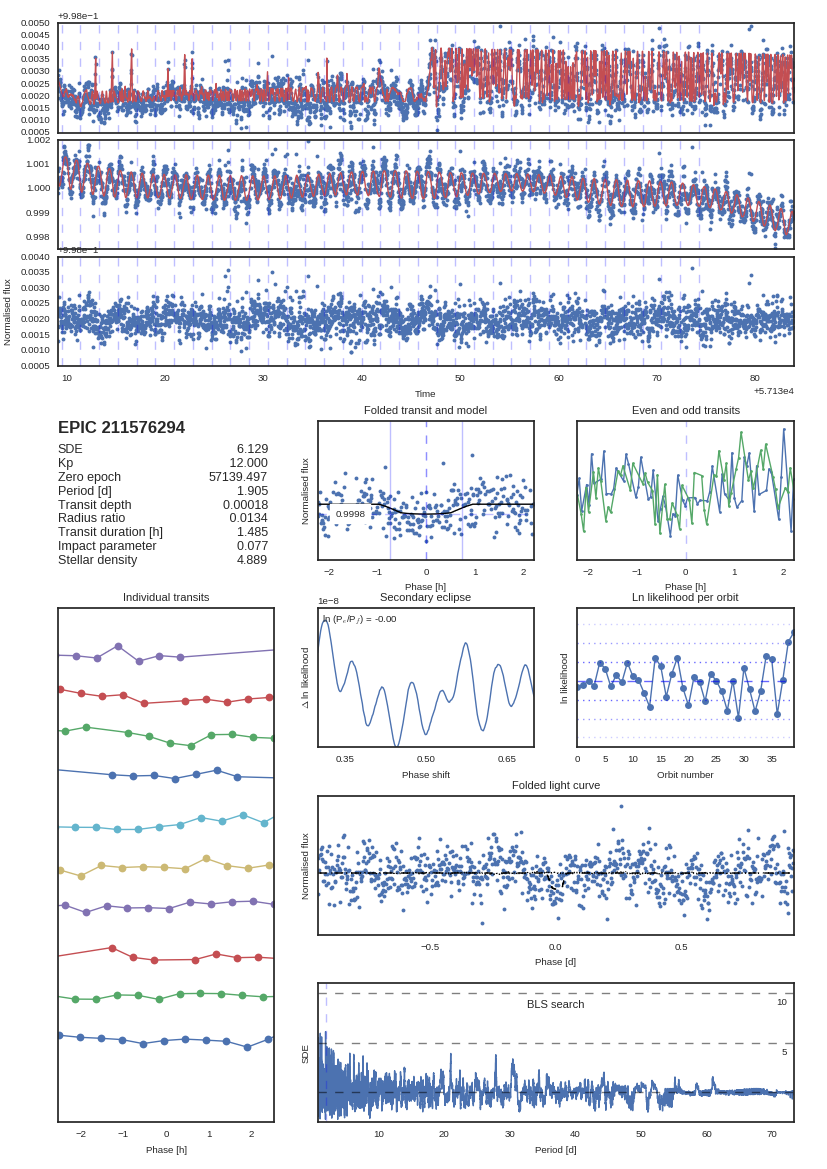 +9.98e−1
0.0050
0.0045
0.0040
0.0035
0.0030
0.0025
0.0020
0.0015
0.0010
0.0005
1.002
1.001
1.000
0.999
0.998
+9.98e−1
0.0040
0.0035
0.0030
0.0025
0.0020
0.0015
0.0010
0.0005
Normalised flux
10 20 30 40 50 60 70 80
Time
+5.713e4
EPIC 211576294
SDE 6.129
Kp 12.000
Zero epoch 57139.497
Period [d] 1.905
Transit depth 0.00018
Radius ratio 0.0134
Transit duration [h] 1.485
Impact parameter 0.077
Stellar density 4.889
Folded transit and model
Normalised flux
0.9998
−2 −1 0 1 2
Phase [h]
Even and odd transits
−2 −1 0 1 2
Phase [h]
Individual transits
−2 −1 0 1 2
Phase [h]
Secondary eclipse
1e−8
ln (Pₑ/P𝑓) = -0.00
Δ ln likelihood
0.35 0.50 0.65
Phase shift
Ln likelihood per orbit
ln likelihood
0 5 10 15 20 25 30 35
Orbit number
Folded light curve
Normalised flux
−0.5 0.0 0.5
Phase [d]
BLS search
10
5
SDE
10 20 30 40 50 60 70
Period [d]